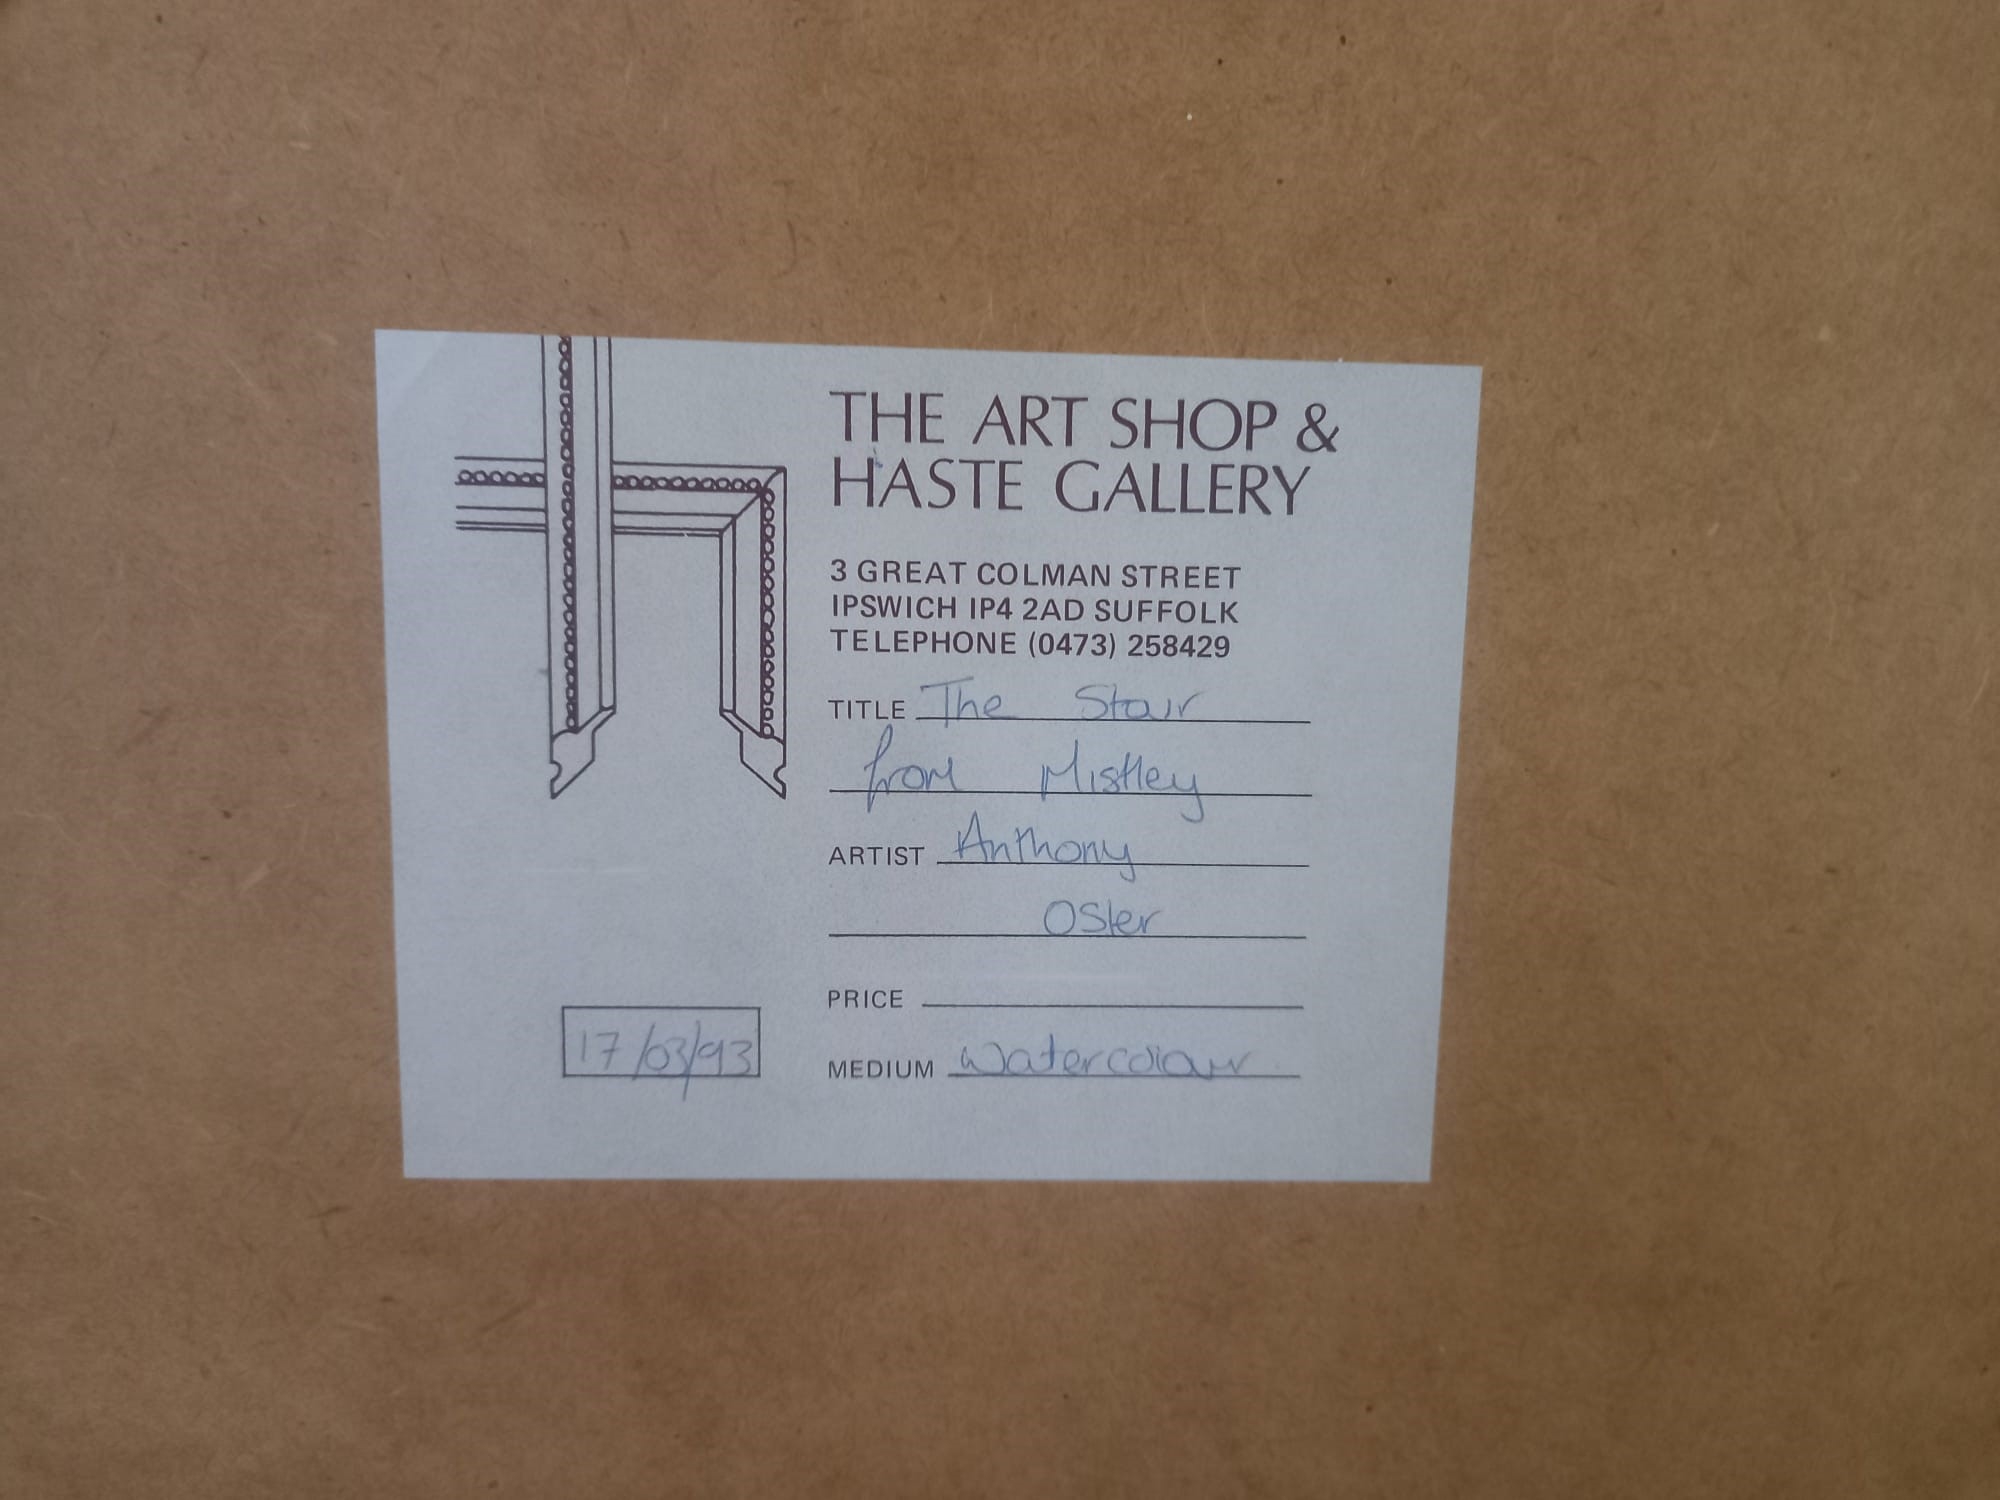 THE ART SHOP &
HASTE GALLERY
3 GREAT COLMAN STREET
IPSWICH IP4 2AD SUFFOLK
TELEPHONE (0473) 258429
TITLE The Stour
from Mistley
ARTIST Anthony
Osler
PRICE
MEDIUM Watercolour
17/03/93